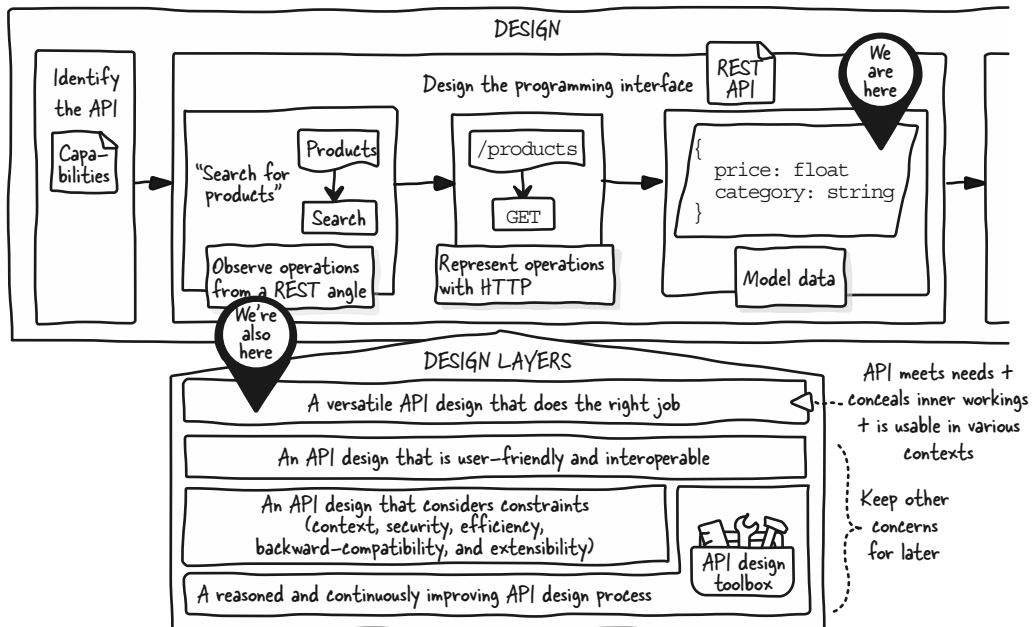 DESIGN
Identify
the API
Capa-
bilities
Design the programming interface
REST
API
We
are
here
"Search for
products"
Products
Search
Observe operations
from a REST angle
/products
GET
Represent operations
with HTTP
{
price: float
category: string
}
Model data
We're
also
here
DESIGN LAYERS
A versatile API design that does the right job
API meets needs +
conceals inner workings
+ is usable in various
contexts
An API design that is user-friendly and interoperable
An API design that considers constraints
(context, security, efficiency,
backward-compatibility, and extensibility)
API design
toolbox
A reasoned and continuously improving API design process
Keep other
concerns
for later